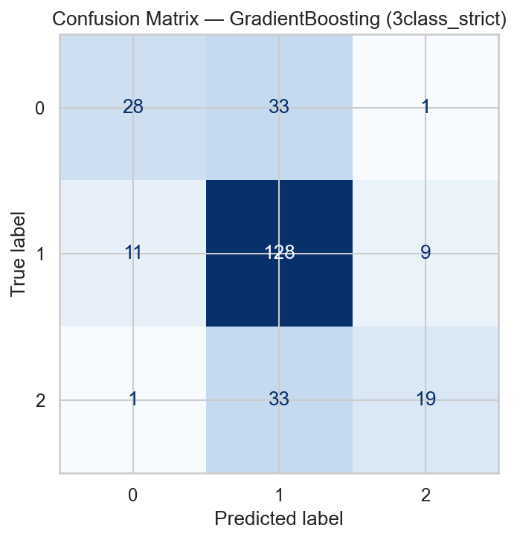 Confusion Matrix — GradientBoosting (3class_strict)
0 28 33 1
True label
1 11 128 9
2 1 33 19
0 1 2
Predicted label